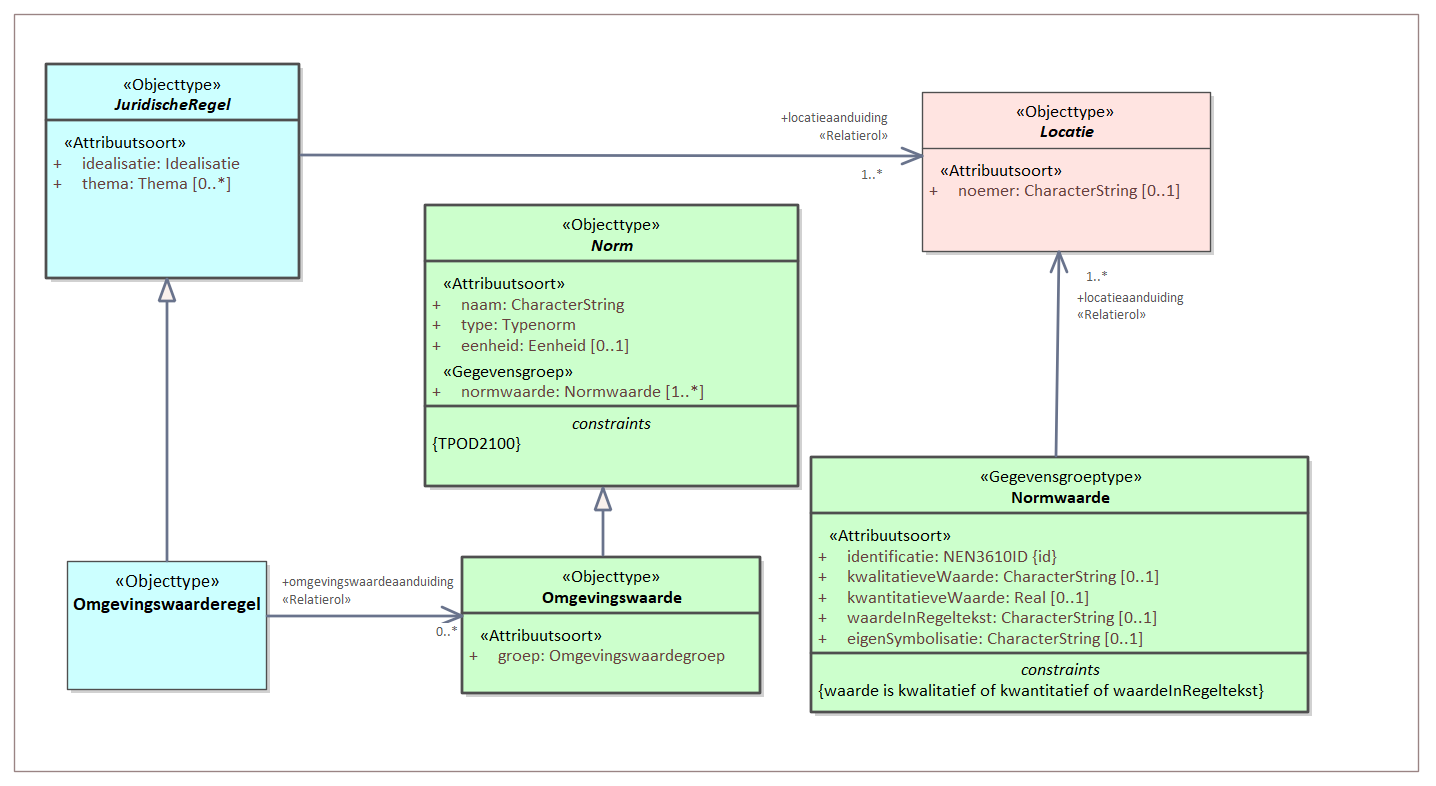 «Objecttype»
JuridischeRegel
«Attribuutsoort»
+ idealisatie: Idealisatie
+ thema: Thema [0..*]
+locatieaanduiding
«Relatierol»
1..*
«Objecttype»
Locatie
«Attribuutsoort»
+ noemer: CharacterString [0..1]
«Objecttype»
Norm
«Attribuutsoort»
+ naam: CharacterString
+ type: Typenorm
+ eenheid: Eenheid [0..1]
«Gegevensgroep»
+ normwaarde: Normwaarde [1..*]
constraints
{TPOD2100}
1..*
+locatieaanduiding
«Relatierol»
«Gegevensgroeptype»
Normwaarde
«Attribuutsoort»
+ identificatie: NEN3610ID {id}
+ kwalitatieveWaarde: CharacterString [0..1]
+ kwantitatieveWaarde: Real [0..1]
+ waardeInRegeltekst: CharacterString [0..1]
+ eigenSymbolisatie: CharacterString [0..1]
constraints
{waarde is kwalitatief of kwantitatief of waardeInRegeltekst}
«Objecttype»
Omgevingswaarderegel
+omgevingswaardeaanduiding
«Relatierol»
0..*
«Objecttype»
Omgevingswaarde
«Attribuutsoort»
+ groep: Omgevingswaardegroep